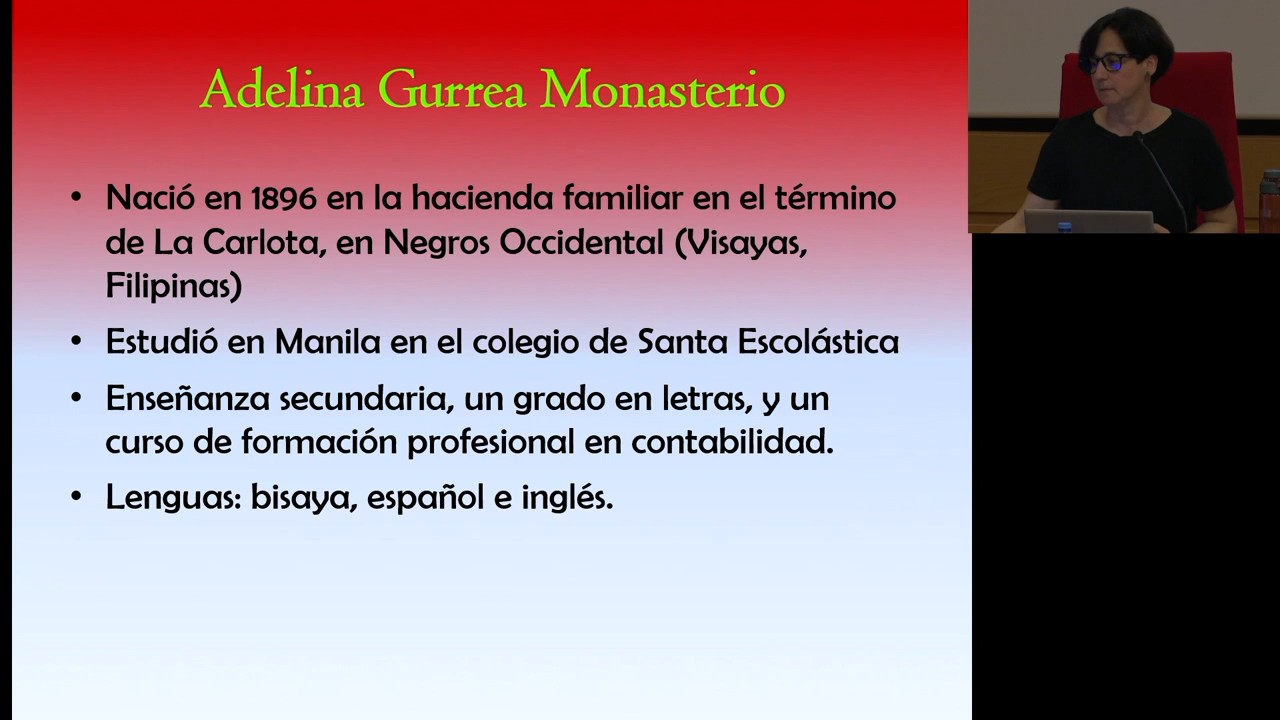 Adelina Gurrea Monasterio
• Nació en 1896 en la hacienda familiar en el término
de La Carlota, en Negros Occidental (Visayas,
Filipinas)
• Estudió en Manila en el colegio de Santa Escolástica
• Enseñanza secundaria, un grado en letras, y un
curso de formación profesional en contabilidad.
• Lenguas: bisaya, español e inglés.